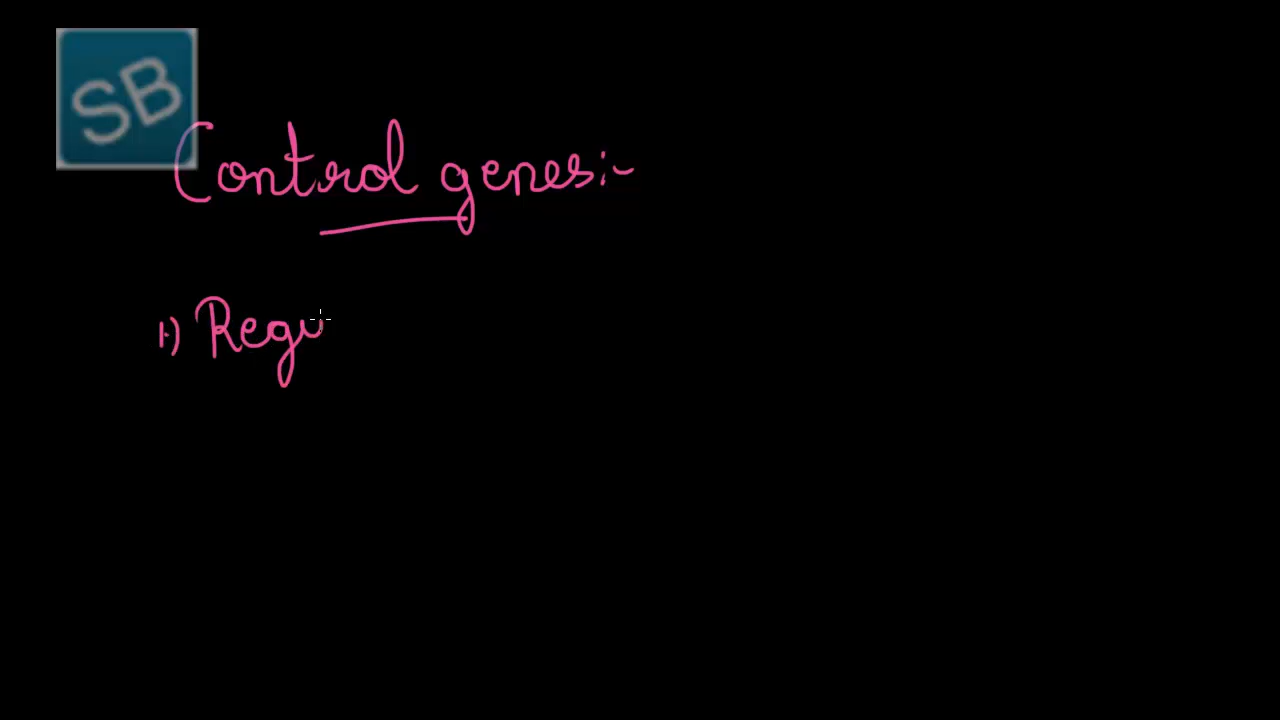 SB
Control genes:-
1) Regu